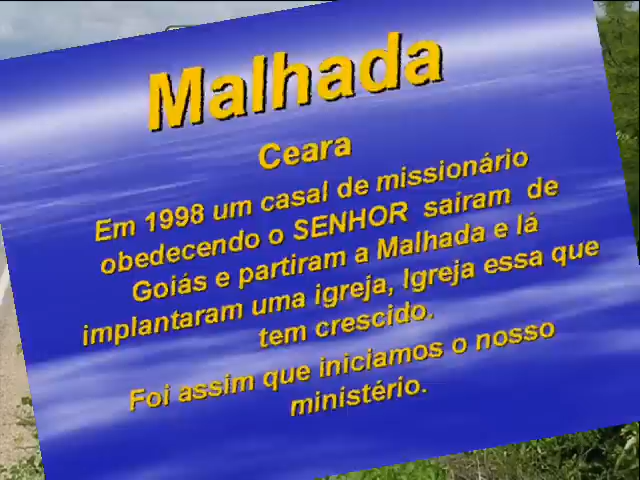 Malhada
Ceara
Em 1998 um casal de missionário
obedecendo o SENHOR sairam de
Goiás e partiram a Malhada e lá
implantaram uma igreja, Igreja essa que
tem crescido.
Foi assim que iniciamos o nosso
ministério.